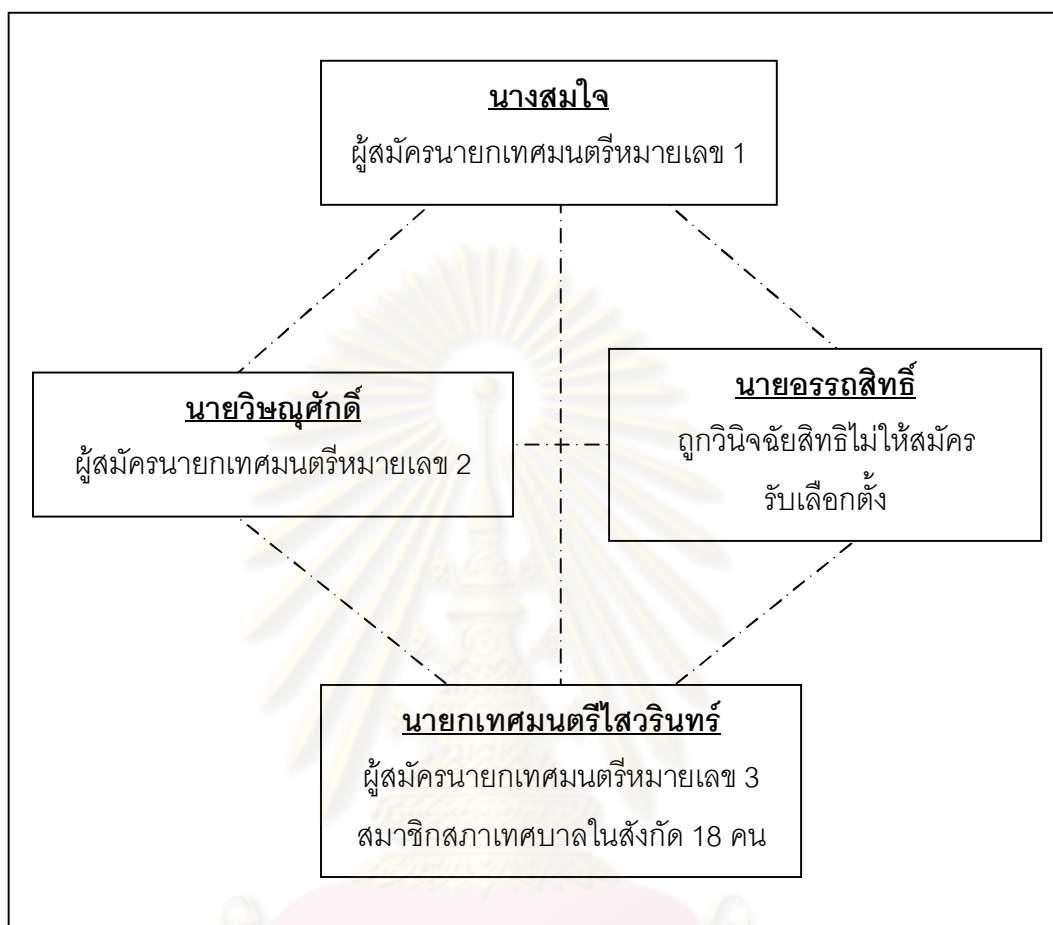 นางสมใจ
ผู้สมัครนายกเทศมนตรีหมายเลข 1
นายวิษณุศักดิ์
ผู้สมัครนายกเทศมนตรีหมายเลข 2
นายอรรถสิทธิ์
ถูกวินิจฉัยสิทธิไม่ให้สมัคร
รับเลือกตั้ง
นายกเทศมนตรีไสวรินทร์
ผู้สมัครนายกเทศมนตรีหมายเลข 3
สมาชิกสภาเทศบาลในสังกัด 18 คน